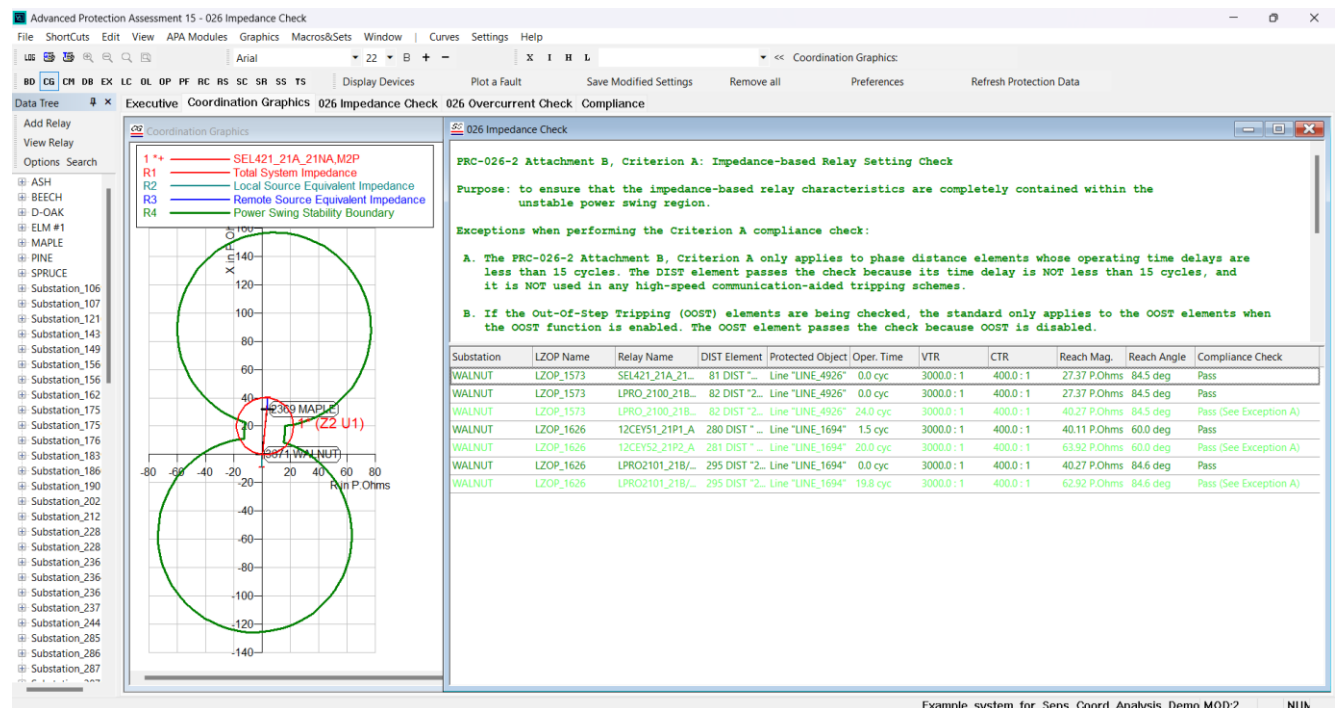 Advanced Protection Assessment 15 - 026 Impedance Check
File ShortCuts Edit View APA Modules Graphics Macros&Sets Window | Curves Settings Help
LOG Arial 22 B + − X I H L << Coordination Graphics:
BD CG CM DB EX LC OL OP PF RC RS SC SR SS TS Display Devices Plot a Fault Save Modified Settings Remove all Preferences Refresh Protection Data
Data Tree Executive Coordination Graphics 026 Impedance Check 026 Overcurrent Check Compliance
Add Relay
View Relay
Options Search
ASH
BEECH
D-OAK
ELM #1
MAPLE
PINE
SPRUCE
Substation_106
Substation_107
Substation_121
Substation_143
Substation_149
Substation_156
Substation_156
Substation_162
Substation_175
Substation_175
Substation_176
Substation_183
Substation_186
Substation_190
Substation_202
Substation_212
Substation_228
Substation_228
Substation_236
Substation_236
Substation_236
Substation_237
Substation_244
Substation_285
Substation_286
Substation_287
CG Coordination Graphics
1 *+ SEL421_21A_21NA,M2P
R1 Total System Impedance
R2 Local Source Equivalent Impedance
R3 Remote Source Equivalent Impedance
R4 Power Swing Stability Boundary
160
140
120
100
80
60
40
20
2369 MAPLE
1 (Z2 U1)
3671 WALNUT
-80 -60 -40 -20 20 40 60 80
R in P.Ohms
-20
-40
-60
-80
-100
-120
-140
SS 026 Impedance Check
PRC-026-2 Attachment B, Criterion A: Impedance-based Relay Setting Check
Purpose: to ensure that the impedance-based relay characteristics are completely contained within the
unstable power swing region.
Exceptions when performing the Criterion A compliance check:
A. The PRC-026-2 Attachment B, Criterion A only applies to phase distance elements whose operating time delays are
less than 15 cycles. The DIST element passes the check because its time delay is NOT less than 15 cycles, and
it is NOT used in any high-speed communication-aided tripping schemes.
B. If the Out-Of-Step Tripping (OOST) elements are being checked, the standard only applies to the OOST elements when
the OOST function is enabled. The OOST element passes the check because OOST is disabled.
Substation LZOP Name Relay Name DIST Element Protected Object Oper. Time VTR CTR Reach Mag. Reach Angle Compliance Check
WALNUT LZOP_1573 SEL421_21A_21... 81 DIST "... Line "LINE_4926" 0.0 cyc 3000.0 : 1 400.0 : 1 27.37 P.Ohms 84.5 deg Pass
WALNUT LZOP_1573 LPRO_2100_21B... 82 DIST "2... Line "LINE_4926" 0.0 cyc 3000.0 : 1 400.0 : 1 27.37 P.Ohms 84.5 deg Pass
WALNUT LZOP_1573 LPRO_2100_21B... 82 DIST "2... Line "LINE_4926" 24.0 cyc 3000.0 : 1 400.0 : 1 40.27 P.Ohms 84.5 deg Pass (See Exception A)
WALNUT LZOP_1626 12CEY51_21P1_A 280 DIST " ... Line "LINE_1694" 1.5 cyc 3000.0 : 1 400.0 : 1 40.11 P.Ohms 60.0 deg Pass
WALNUT LZOP_1626 12CEY52_21P2_A 281 DIST " ... Line "LINE_1694" 20.0 cyc 3000.0 : 1 400.0 : 1 63.92 P.Ohms 60.0 deg Pass (See Exception A)
WALNUT LZOP_1626 LPRO2101_21B/... 295 DIST "2... Line "LINE_1694" 0.0 cyc 3000.0 : 1 400.0 : 1 40.27 P.Ohms 84.6 deg Pass
WALNUT LZOP_1626 LPRO2101_21B/... 295 DIST "2... Line "LINE_1694" 19.8 cyc 3000.0 : 1 400.0 : 1 62.92 P.Ohms 84.6 deg Pass (See Exception A)
Example_system_for_Sens_Coord_Analysis_Demo MOD:2 NUM